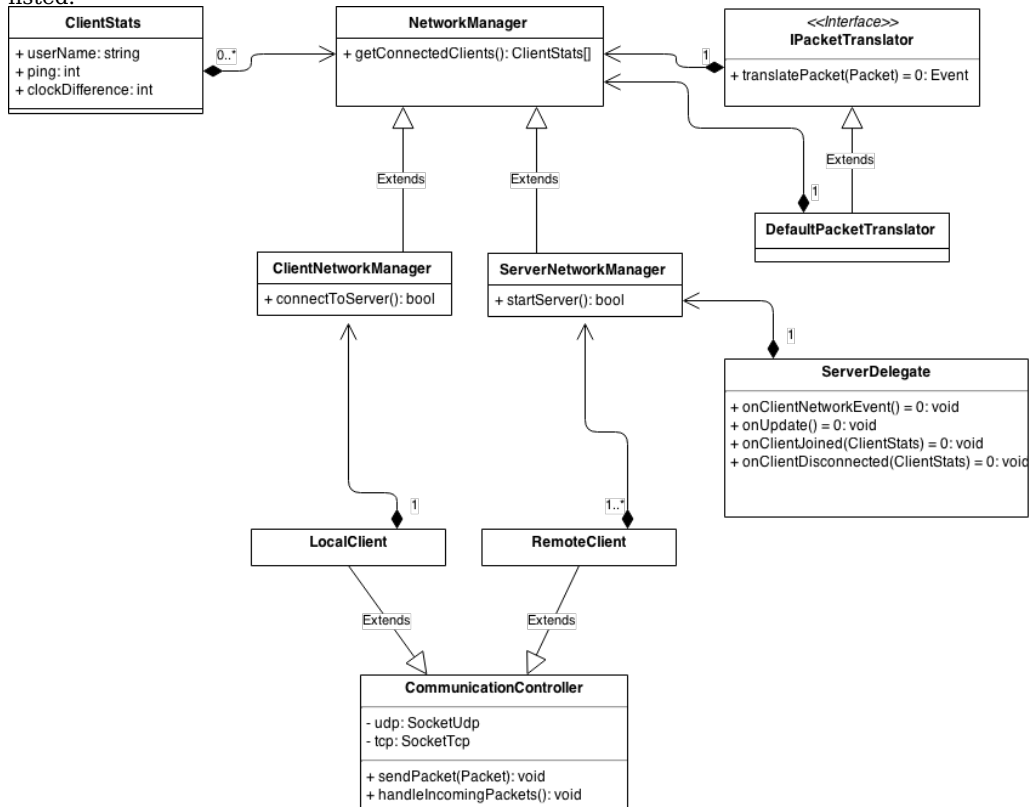 listed.
ClientStats
+ userName: string
+ ping: int
+ clockDifference: int
0..*
NetworkManager
+ getConnectedClients(): ClientStats[]
1
<<Interface>>
IPacketTranslator
+ translatePacket(Packet) = 0: Event
Extends
Extends
Extends
1
DefaultPacketTranslator
ClientNetworkManager
+ connectToServer(): bool
ServerNetworkManager
+ startServer(): bool
1
ServerDelegate
+ onClientNetworkEvent() = 0: void
+ onUpdate() = 0: void
+ onClientJoined(ClientStats) = 0: void
+ onClientDisconnected(ClientStats) = 0: void
1
1..*
LocalClient
RemoteClient
Extends
Extends
CommunicationController
- udp: SocketUdp
- tcp: SocketTcp
+ sendPacket(Packet): void
+ handleIncomingPackets(): void